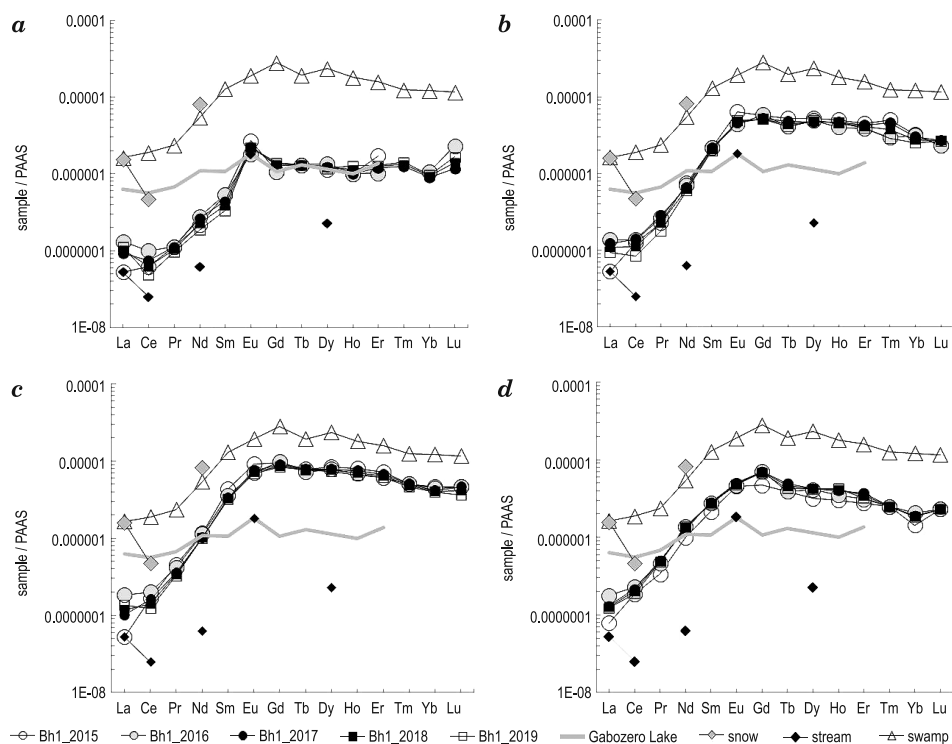 a
0.0001
0.00001
0.000001
0.0000001
1E-08
sample / PAAS
La Ce Pr Nd Sm Eu Gd Tb Dy Ho Er Tm Yb Lu
b
0.0001
0.00001
0.000001
0.0000001
1E-08
sample / PAAS
La Ce Pr Nd Sm Eu Gd Tb Dy Ho Er Tm Yb Lu
c
0.0001
0.00001
0.000001
0.0000001
1E-08
sample / PAAS
La Ce Pr Nd Sm Eu Gd Tb Dy Ho Er Tm Yb Lu
d
0.0001
0.00001
0.000001
0.0000001
1E-08
sample / PAAS
La Ce Pr Nd Sm Eu Gd Tb Dy Ho Er Tm Yb Lu
Bh1_2015 Bh1_2016 Bh1_2017 Bh1_2018 Bh1_2019 Gabozero Lake snow stream swamp